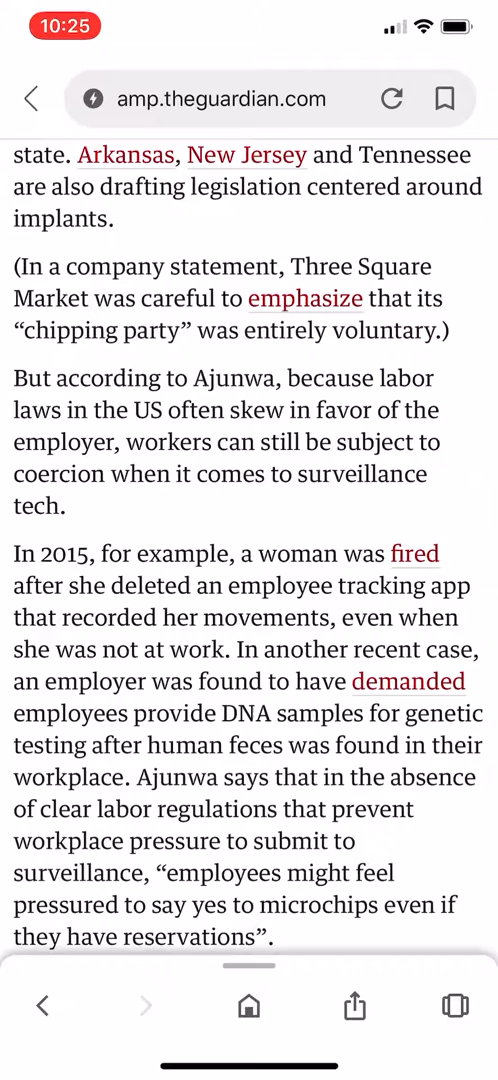 10:25
amp.theguardian.com
state. Arkansas, New Jersey and Tennessee
are also drafting legislation centered around
implants.
(In a company statement, Three Square
Market was careful to emphasize that its
“chipping party” was entirely voluntary.)
But according to Ajunwa, because labor
laws in the US often skew in favor of the
employer, workers can still be subject to
coercion when it comes to surveillance
tech.
In 2015, for example, a woman was fired
after she deleted an employee tracking app
that recorded her movements, even when
she was not at work. In another recent case,
an employer was found to have demanded
employees provide DNA samples for genetic
testing after human feces was found in their
workplace. Ajunwa says that in the absence
of clear labor regulations that prevent
workplace pressure to submit to
surveillance, “employees might feel
pressured to say yes to microchips even if
they have reservations”.